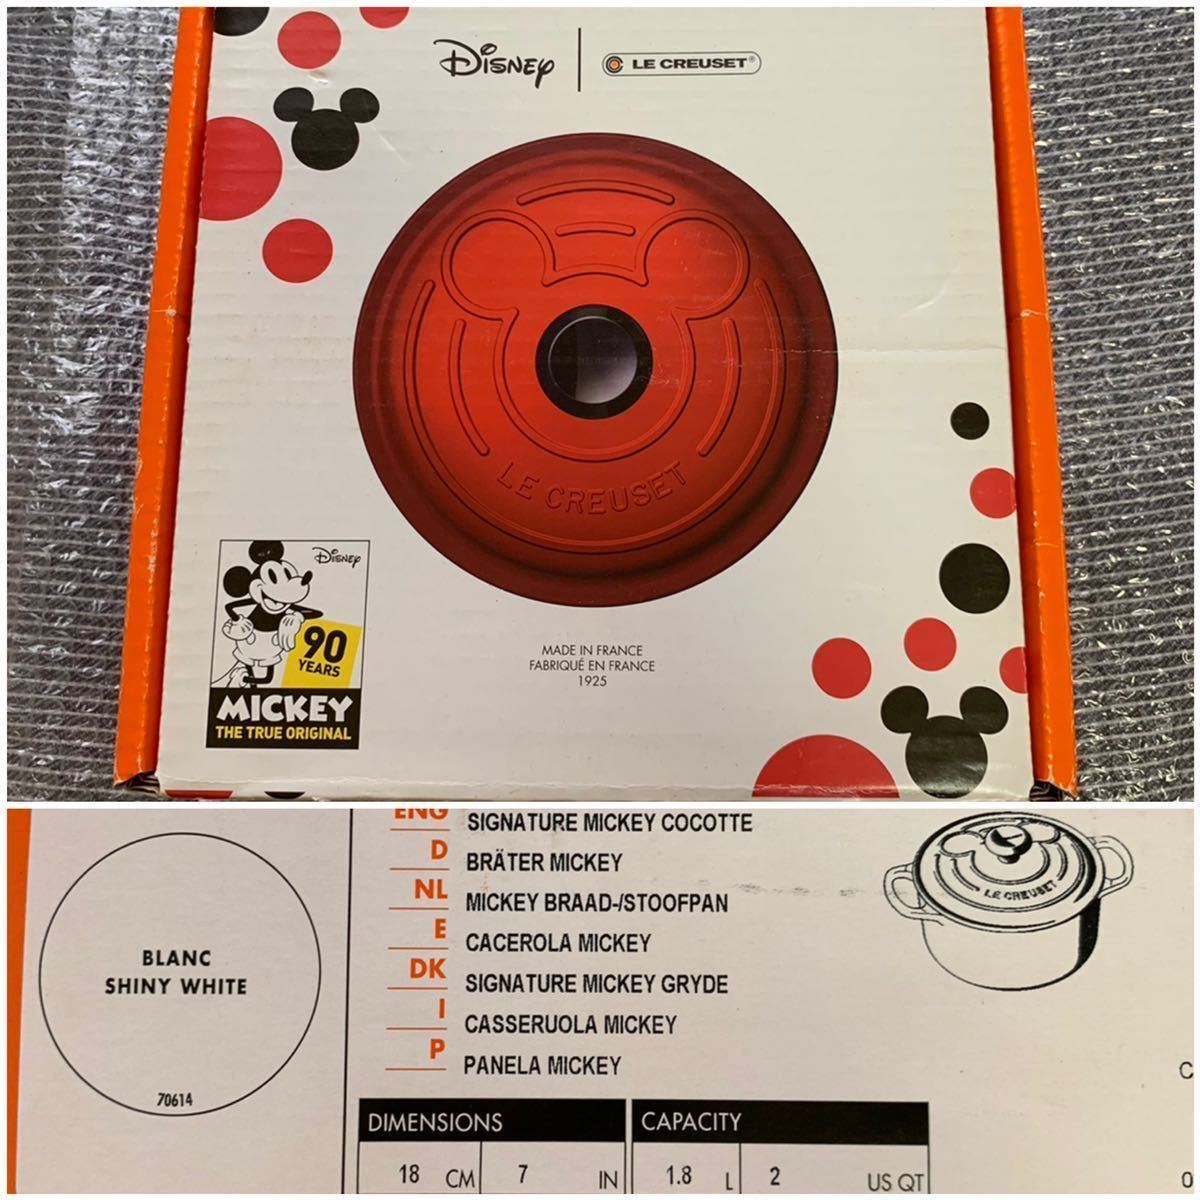 Disney
LE CREUSET®
LE CREUSET
Disney
90
YEARS
MICKEY
THE TRUE ORIGINAL
MADE IN FRANCE
FABRIQUÉ EN FRANCE
1925
BLANC
SHINY WHITE
70614
ENG SIGNATURE MICKEY COCOTTE
D BRÄTER MICKEY
NL MICKEY BRAAD-/STOOFPAN
E CACEROLA MICKEY
DK SIGNATURE MICKEY GRYDE
I CASSERUOLA MICKEY
P PANELA MICKEY
LE CREUSET
DIMENSIONS
18 CM 7 IN
CAPACITY
1.8 L 2 US QT